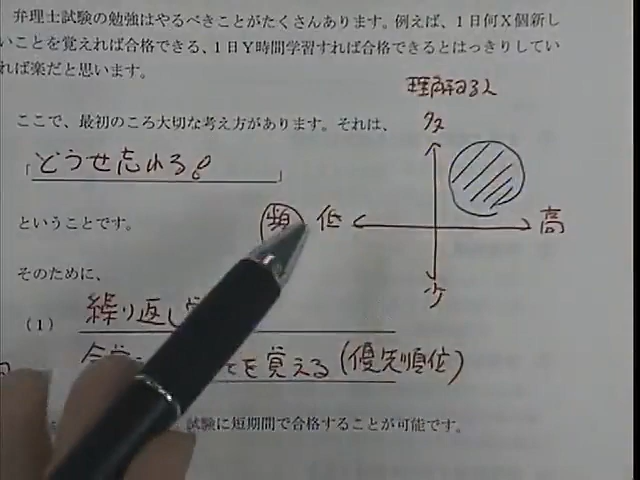 弁理士試験の勉強はやるべきことがたくさんあります。例えば、1日何X個新し
いことを覚えれば合格できる、1日Y時間学習すれば合格できるとはっきりしてい
れば楽だと思います。
理解する人
ここで、最初のころ大切な考え方があります。それは、
多
「どうせ忘れる!」
ということです。
頻 低 高
そのために、
少
(1) 繰り返し
を覚える(優先順位)
試験に短期間で合格することが可能です。